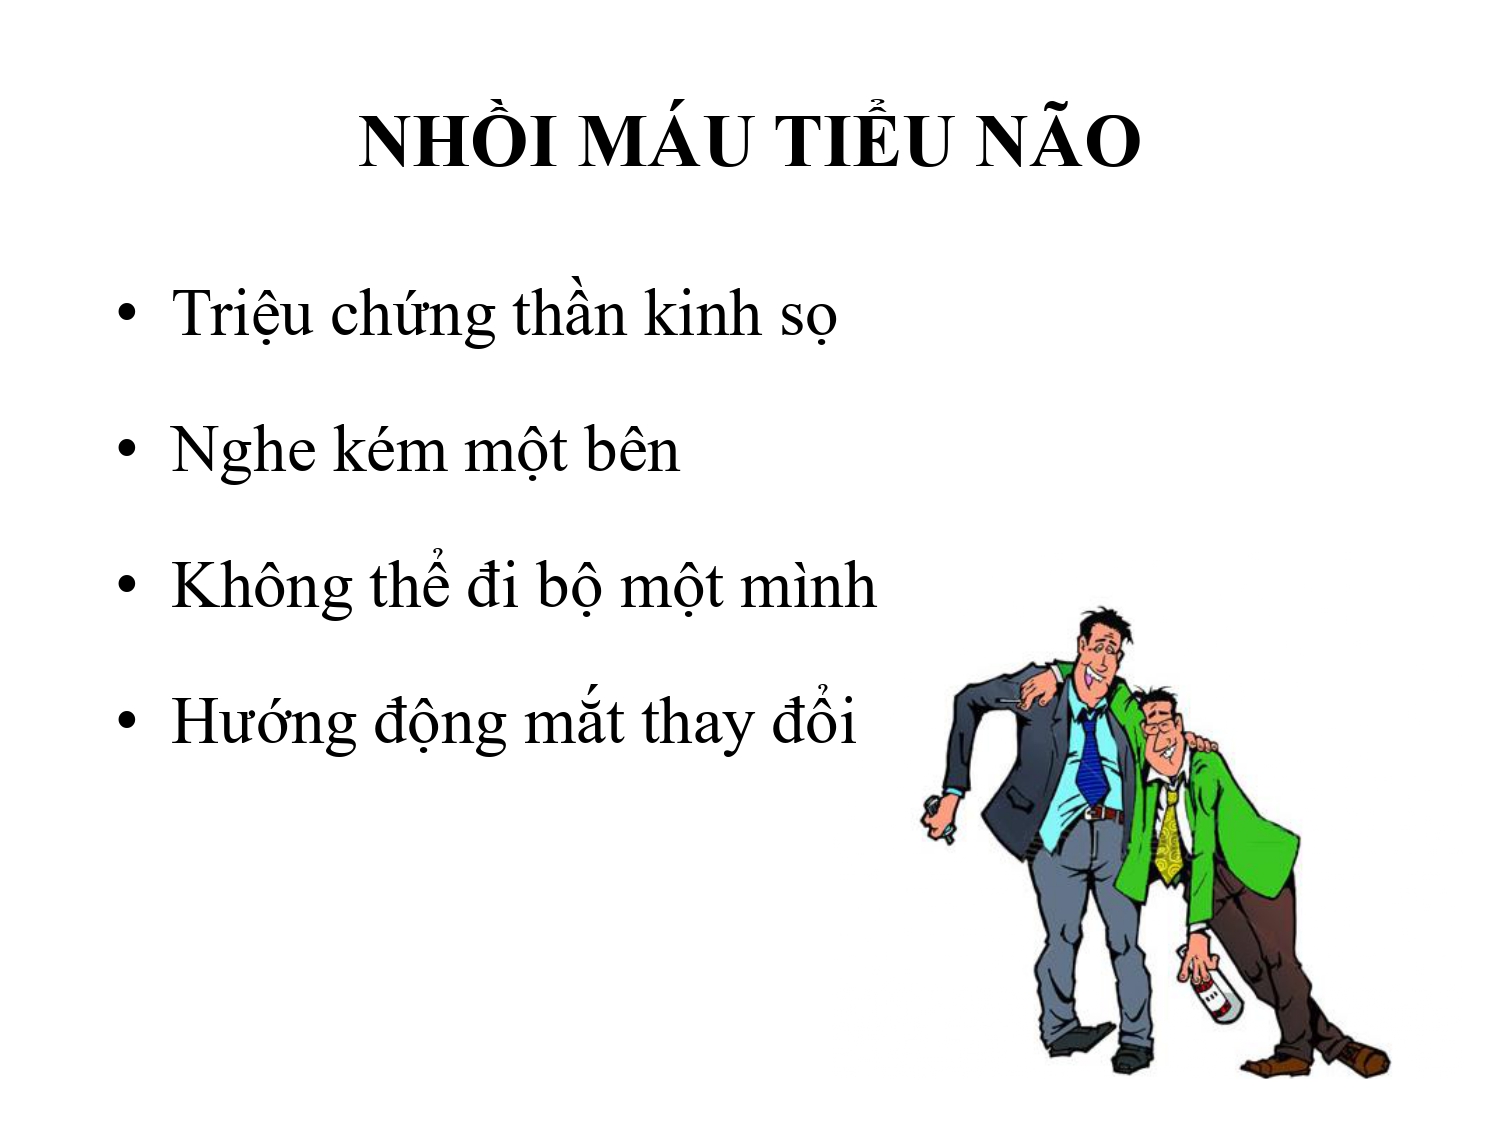 NHỒI MÁU TIỂU NÃO
• Triệu chứng thần kinh sọ
• Nghe kém một bên
• Không thể đi bộ một mình
• Hướng động mắt thay đổi